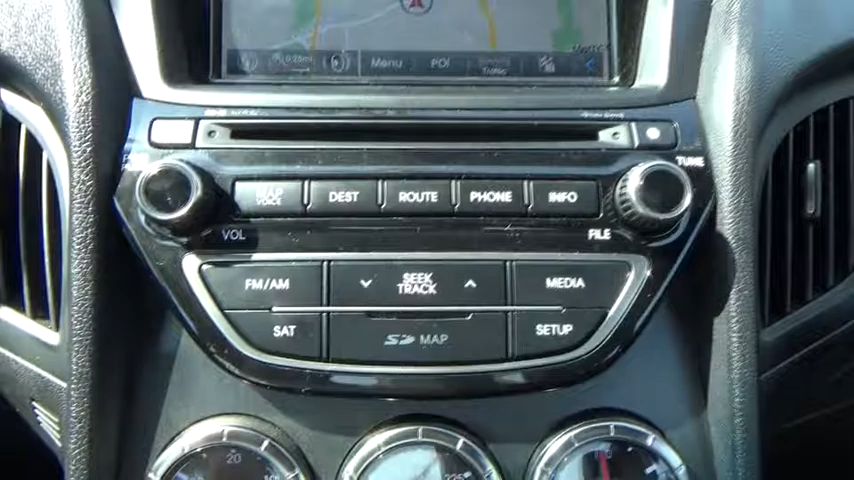 Menu POI Traffic
TUNE
MAP VOICE DEST ROUTE PHONE INFO
VOL FILE
FM/AM SEEK TRACK MEDIA
SAT SD MAP SETUP
20